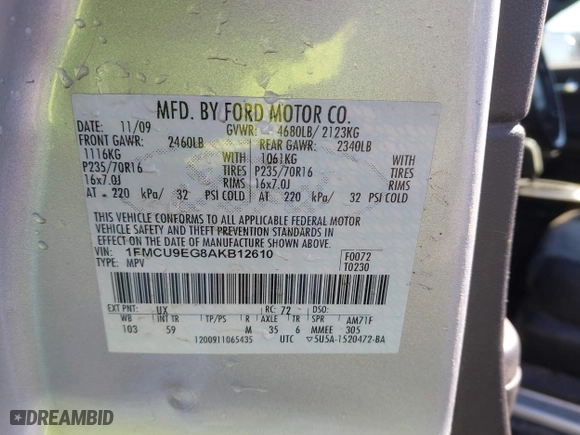 MFD. BY FORD MOTOR CO.
DATE: 11/09 GVWR: 4680LB/ 2123KG
FRONT GAWR: 2460LB REAR GAWR: 2340LB
1116KG WITH 1061KG WITH
P235/70R16 TIRES P235/70R16 TIRES
16x7.0J RIMS 16x7.0J RIMS
AT 220 kPa/ 32 PSI COLD AT 220 kPa/ 32 PSI COLD
THIS VEHICLE CONFORMS TO ALL APPLICABLE FEDERAL MOTOR
VEHICLE SAFETY AND THEFT PREVENTION STANDARDS IN
EFFECT ON THE DATE OF MANUFACTURE SHOWN ABOVE.
VIN: 1FMCU9EG8AKB12610 F0072
TYPE: MPV T0230
EXT PNT: UX RC: 72 DSO:
WB INT TR TP/PS R AXLE TR SPR AM71F
103 59 M 35 6 MMEE 305
1200911065435 UTC ▽5U5A-1520472-BA
DREAMBID